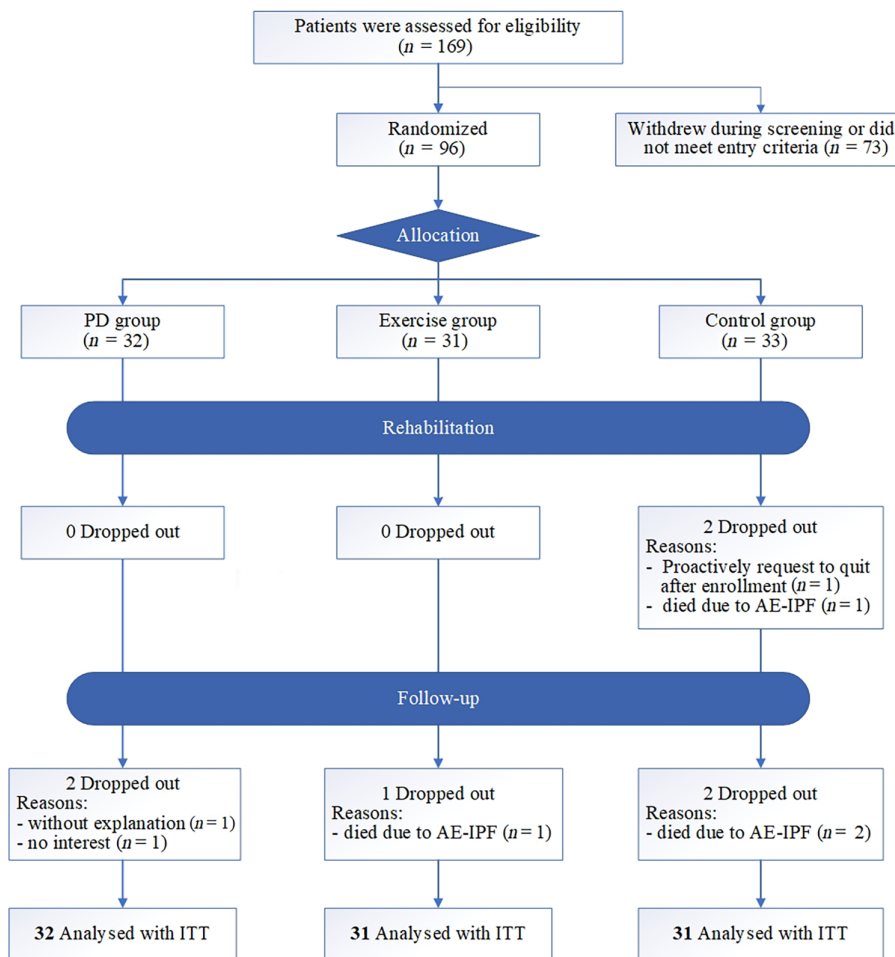 Patients were assessed for eligibility
(n = 169)
Randomized
(n = 96)
Withdrew during screening or did
not meet entry criteria (n = 73)
Allocation
PD group
(n = 32)
Exercise group
(n = 31)
Control group
(n = 33)
Rehabilitation
0 Dropped out
0 Dropped out
2 Dropped out
Reasons:
- Proactively request to quit
after enrollment (n = 1)
- died due to AE-IPF (n = 1)
Follow-up
2 Dropped out
Reasons:
- without explanation (n = 1)
- no interest (n = 1)
1 Dropped out
Reasons:
- died due to AE-IPF (n = 1)
2 Dropped out
Reasons:
- died due to AE-IPF (n = 2)
32 Analysed with ITT
31 Analysed with ITT
31 Analysed with ITT